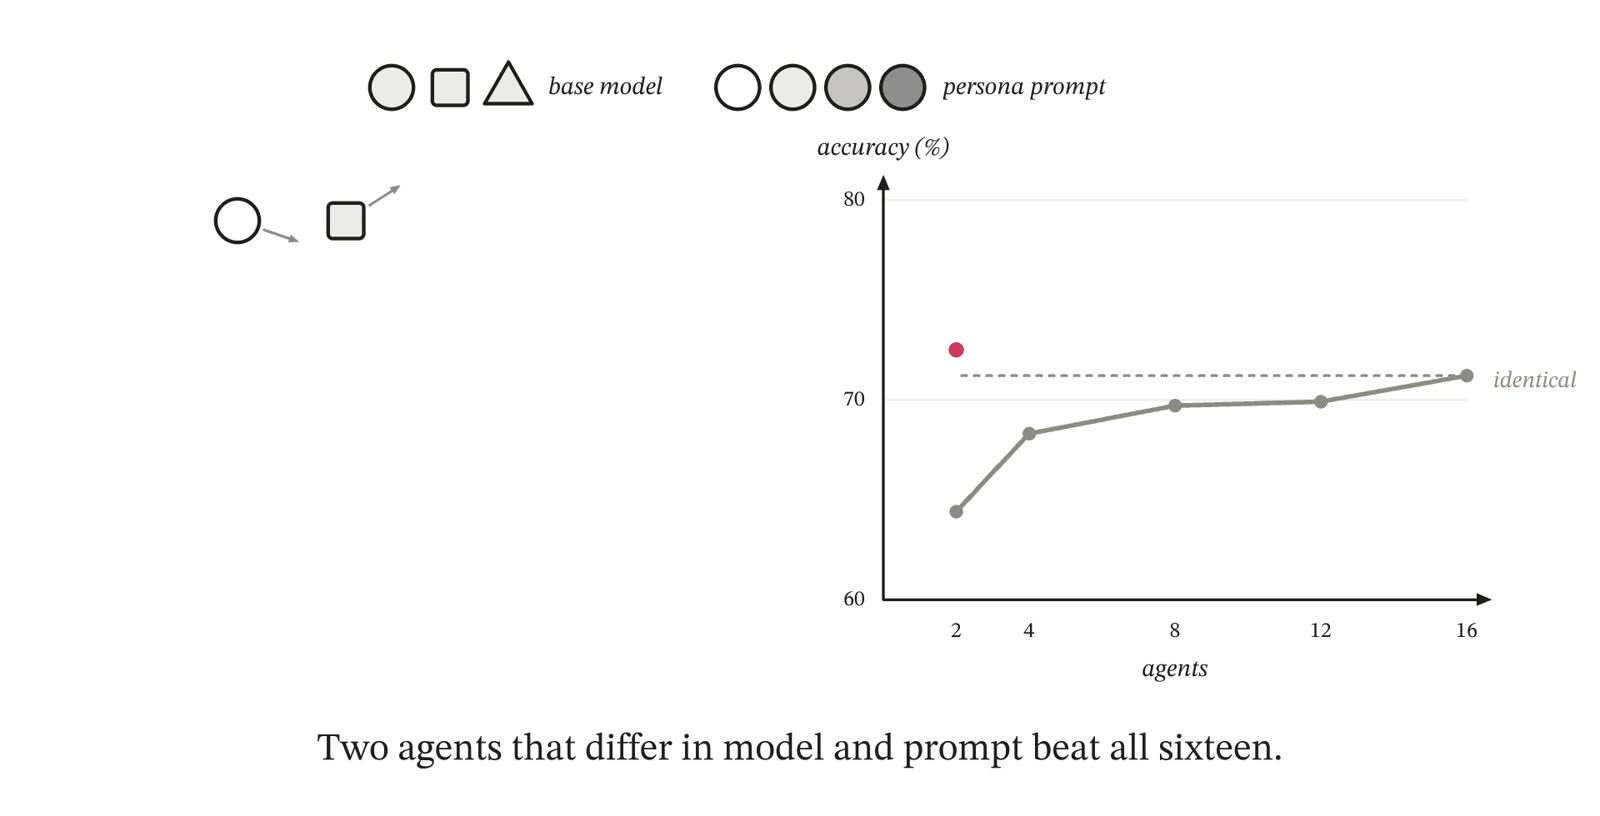 base model
persona prompt
accuracy (%)
80
70
60
identical
2 4 8 12 16
agents
Two agents that differ in model and prompt beat all sixteen.